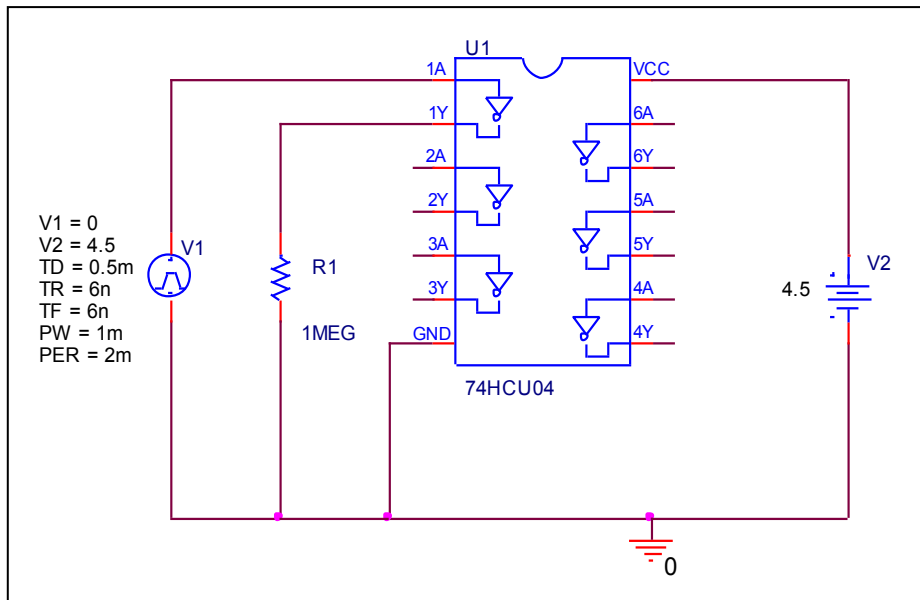 U1
1A
1Y
2A
2Y
3A
3Y
GND
VCC
6A
6Y
5A
5Y
4A
4Y
74HCU04
V1 = 0
V2 = 4.5
TD = 0.5m
TR = 6n
TF = 6n
PW = 1m
PER = 2m
V1
R1
1MEG
4.5
V2
0